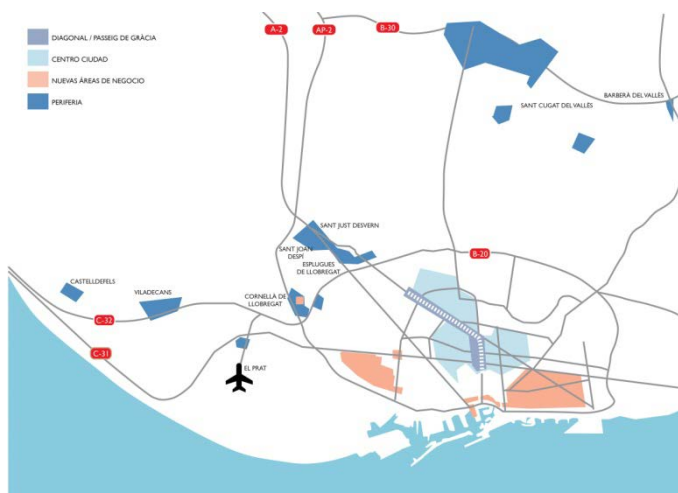 A-2
AP-2
B-30
DIAGONAL / PASSEIG DE GRÀCIA
CENTRO CIUDAD
NUEVAS ÁREAS DE NEGOCIO
PERIFERIA
BARBERÀ DEL VALLÈS
SANT CUGAT DEL VALLÈS
SANT JUST DESVERN
SANT JOAN
DESPÍ
ESPLUGUES DE
LLOBREGAT
B-20
CASTELLDEFELS
VILADECANS
CORNELLÀ DE
LLOBREGAT
C-32
C-31
EL PRAT